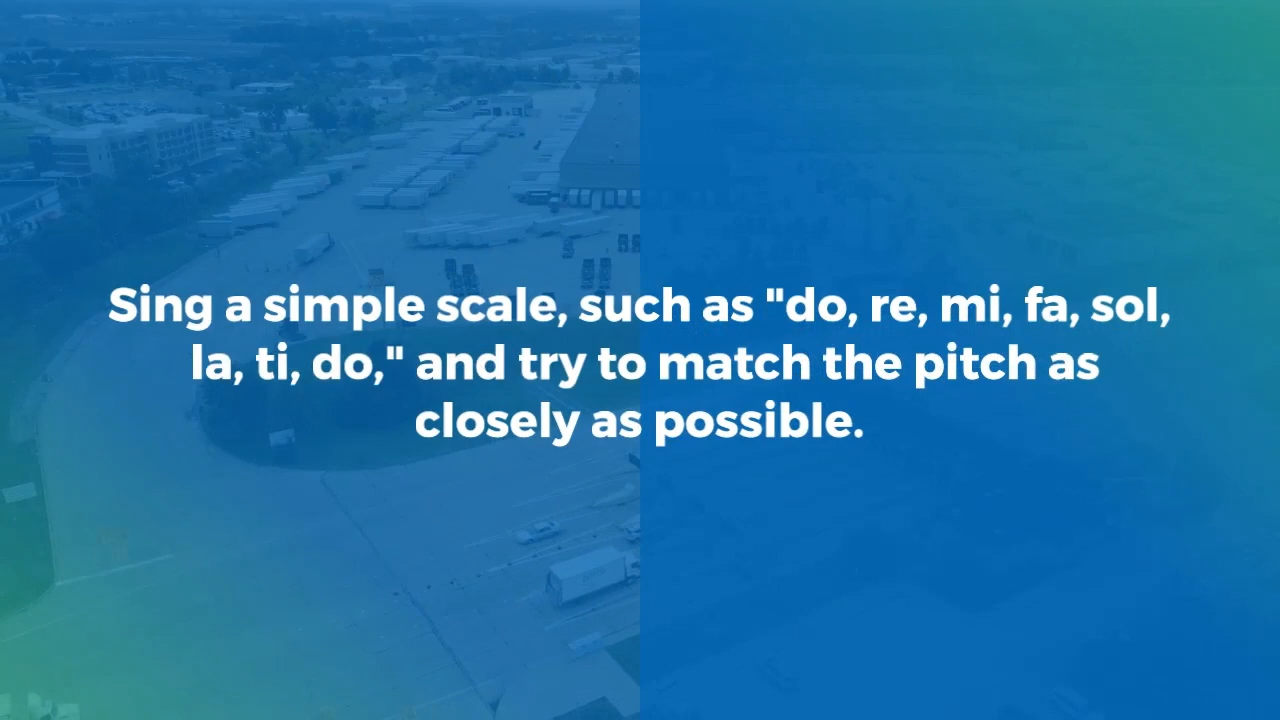 Sing a simple scale, such as "do, re, mi, fa, sol,
la, ti, do," and try to match the pitch as
closely as possible.